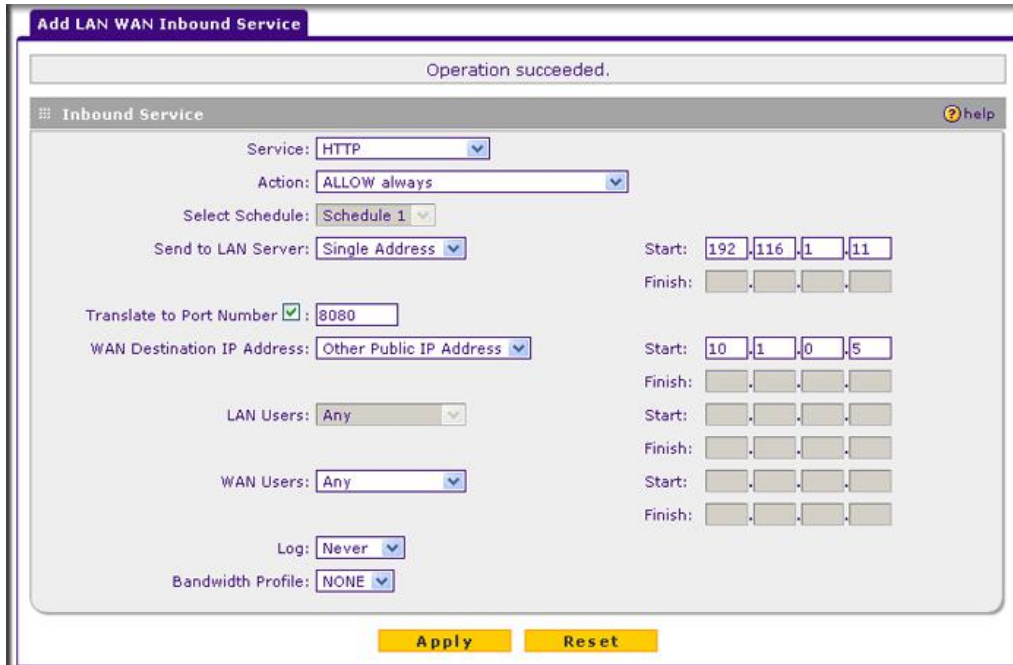 Add LAN WAN Inbound Service
Operation succeeded.
Inbound Service
help
Service: HTTP
Action: ALLOW always
Select Schedule: Schedule 1
Send to LAN Server: Single Address Start: 192 . 116 . 1 . 11
Finish: . . .
Translate to Port Number : 8080
WAN Destination IP Address: Other Public IP Address Start: 10 . 1 . 0 . 5
Finish: . . .
LAN Users: Any Start: . . .
Finish: . . .
WAN Users: Any Start: . . .
Finish: . . .
Log: Never
Bandwidth Profile: NONE
Apply Reset